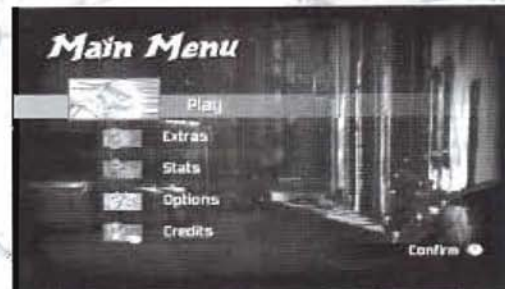 Main Menu
Play
Extras
Stats
Options
Credits
Confirm